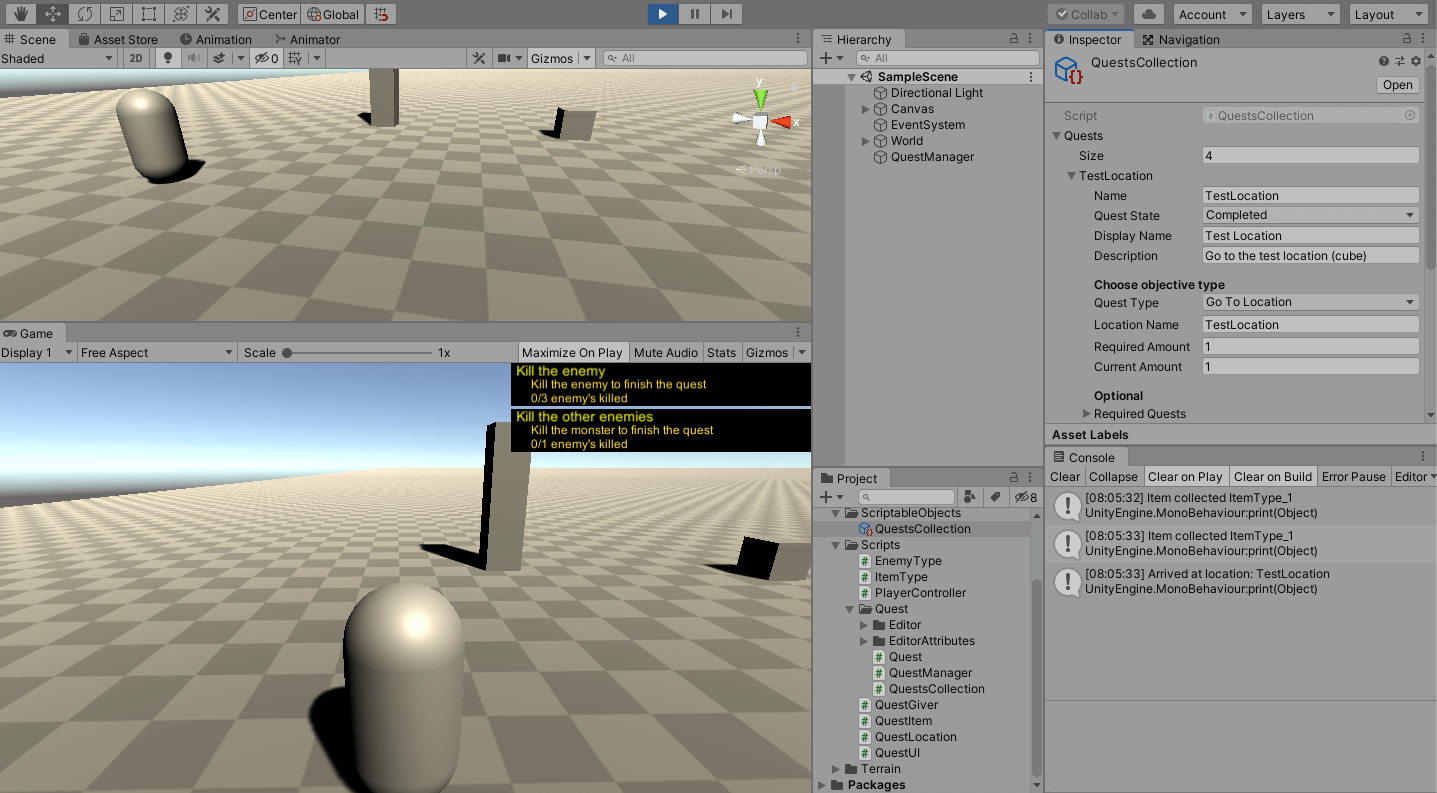 Center Global Collab Account Layers Layout
Scene Asset Store Animation Animator
Shaded 2D 0 Gizmos All
y
x
Persp
Game
Display 1 Free Aspect Scale 1x Maximize On Play Mute Audio Stats Gizmos
Kill the enemy
Kill the enemy to finish the quest
0/3 enemy's killed
Kill the other enemies
Kill the monster to finish the quest
0/1 enemy's killed
Hierarchy
All
SampleScene
Directional Light
Canvas
EventSystem
World
QuestManager
Project
8
ScriptableObjects
QuestsCollection
Scripts
EnemyType
ItemType
PlayerController
Quest
Editor
EditorAttributes
Quest
QuestManager
QuestsCollection
QuestGiver
QuestItem
QuestLocation
QuestUI
Terrain
Packages
Inspector Navigation
QuestsCollection
Open
Script QuestsCollection
Quests
Size 4
TestLocation
Name TestLocation
Quest State Completed
Display Name Test Location
Description Go to the test location (cube)
Choose objective type
Quest Type Go To Location
Location Name TestLocation
Required Amount 1
Current Amount 1
Optional
Required Quests
Asset Labels
Console
Clear Collapse Clear on Play Clear on Build Error Pause Editor
[08:05:32] Item collected ItemType_1
UnityEngine.MonoBehaviour:print(Object)
[08:05:33] Item collected ItemType_1
UnityEngine.MonoBehaviour:print(Object)
[08:05:33] Arrived at location: TestLocation
UnityEngine.MonoBehaviour:print(Object)